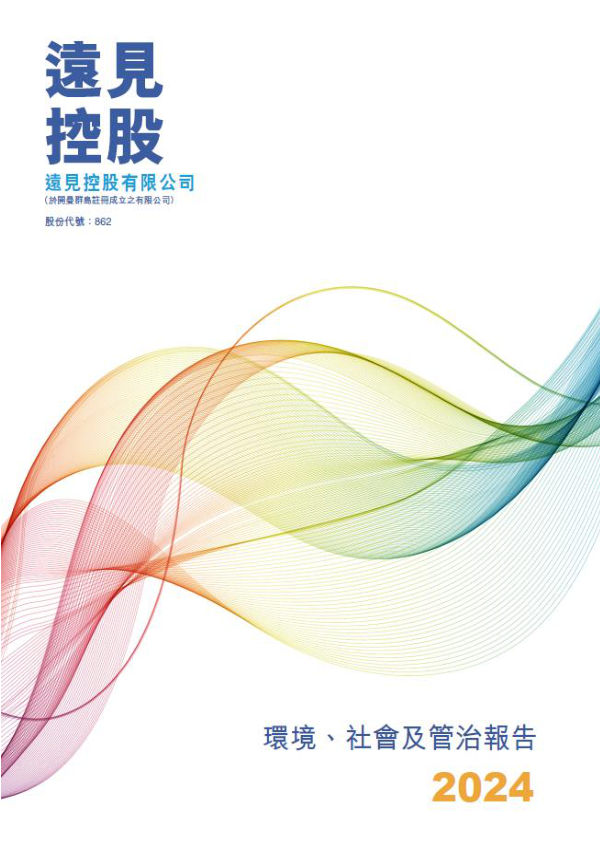 遠見
控股
遠見控股有限公司
(於開曼群島註冊成立之有限公司)
股份代號：862
環境、社會及管治報告
2024